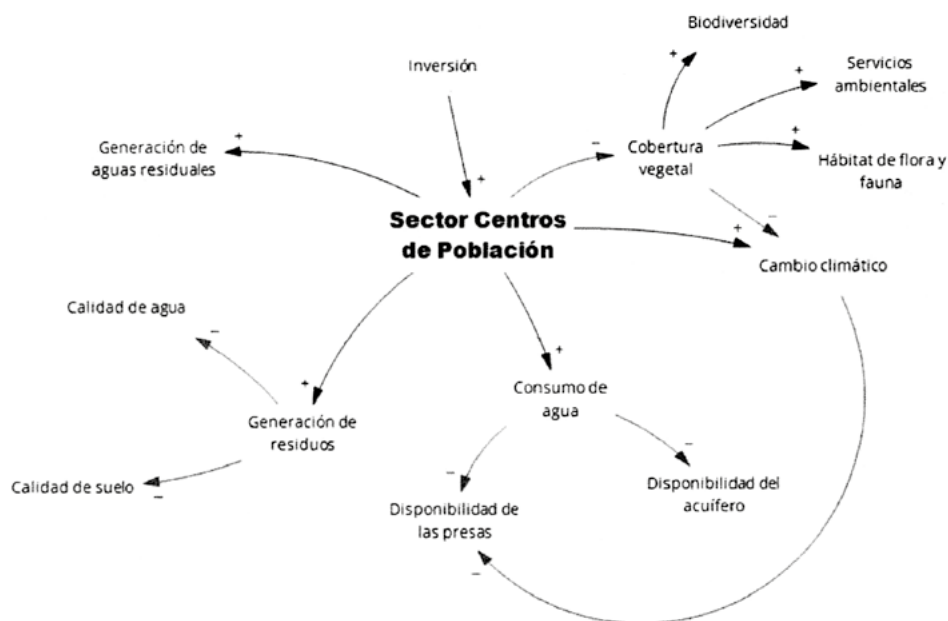 Biodiversidad
Inversión
Servicios
ambientales
+
+
+
Generación de
aguas residuales
+
−
Cobertura
vegetal
+
Hábitat de flora y
fauna
+
Sector Centros
de Población
−
+
Cambio climático
Calidad de agua
−
+
+
Consumo de
agua
Generación de
residuos
−
−
Calidad de suelo
−
Disponibilidad del
acuífero
Disponibilidad de
las presas
−